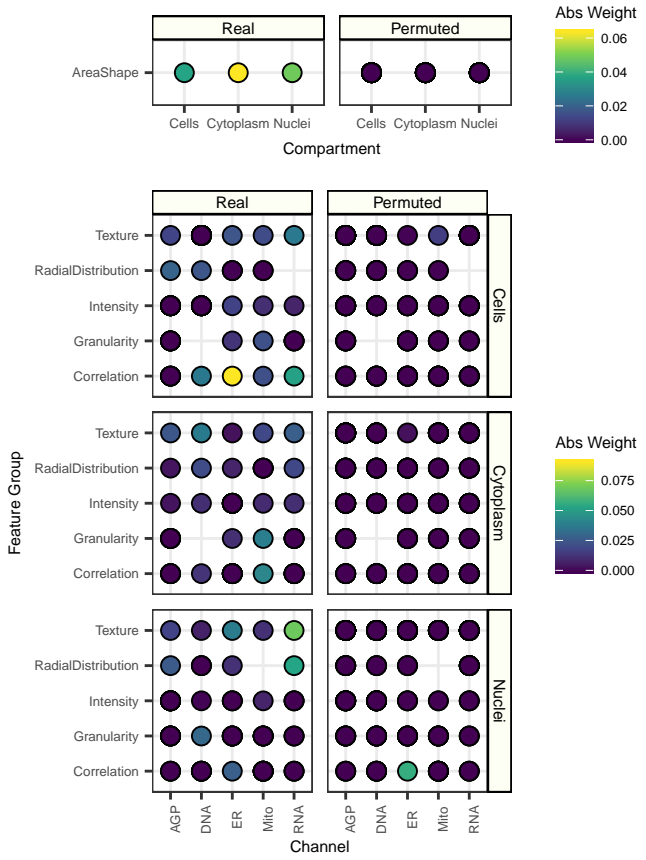 Real
Permuted
AreaShape
Cells
Cytoplasm
Nuclei
Cells
Cytoplasm
Nuclei
Compartment
Abs Weight
0.06
0.04
0.02
0.00
Real
Permuted
Texture
RadialDistribution
Intensity
Granularity
Correlation
Cells
Texture
RadialDistribution
Intensity
Granularity
Correlation
Cytoplasm
Texture
RadialDistribution
Intensity
Granularity
Correlation
Nuclei
Feature Group
AGP
DNA
ER
Mito
RNA
AGP
DNA
ER
Mito
RNA
Channel
Abs Weight
0.075
0.050
0.025
0.000